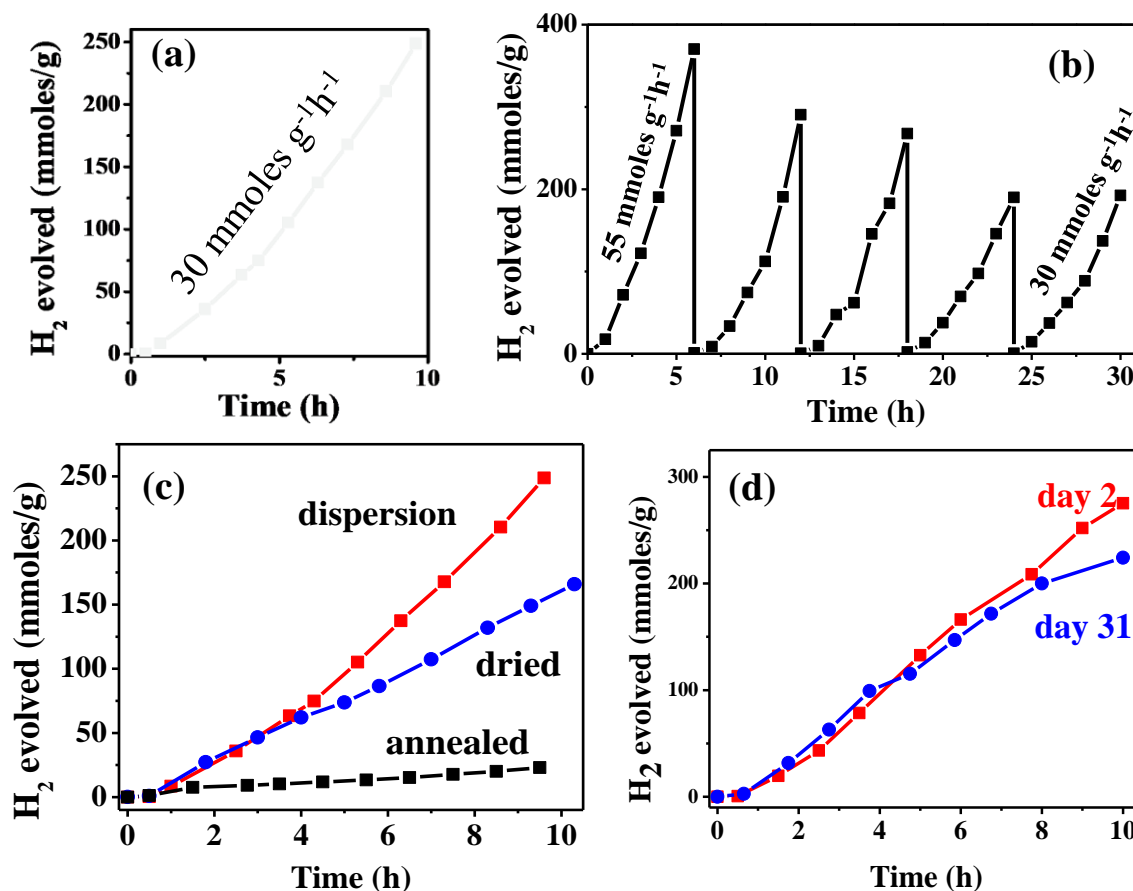 (a)
H₂ evolved (mmoles/g)
250
200
150
100
50
0
30 mmoles g⁻¹h⁻¹
0 5 10
Time (h)
(b)
H₂ evolved (mmoles/g)
400
200
0
55 mmoles g⁻¹h⁻¹
30 mmoles g⁻¹h⁻¹
0 5 10 15 20 25 30
Time (h)
(c)
H₂ evolved (mmoles/g)
250
200
150
100
50
0
dispersion
dried
annealed
0 2 4 6 8 10
Time (h)
(d)
H₂ evolved (mmoles/g)
300
200
100
0
day 2
day 31
0 2 4 6 8 10
Time (h)